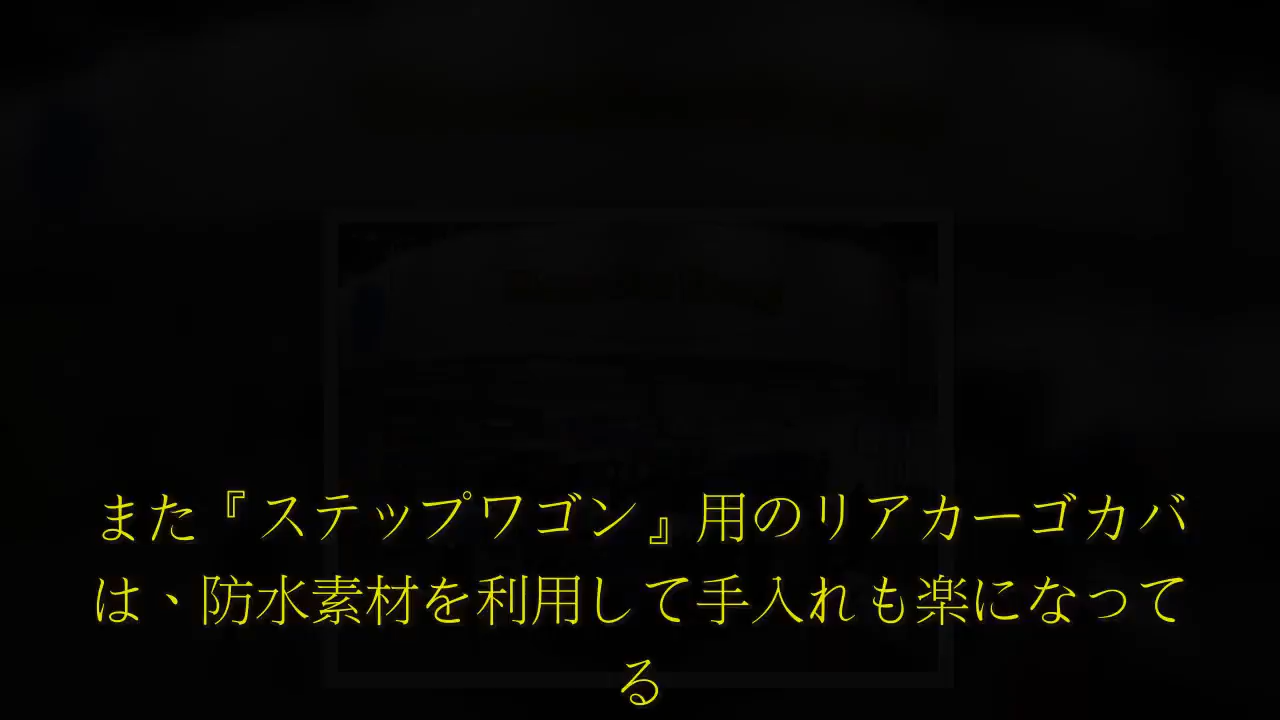 また『ステップワゴン』用のリアカーゴカバ
は、防水素材を利用して手入れも楽になって
る